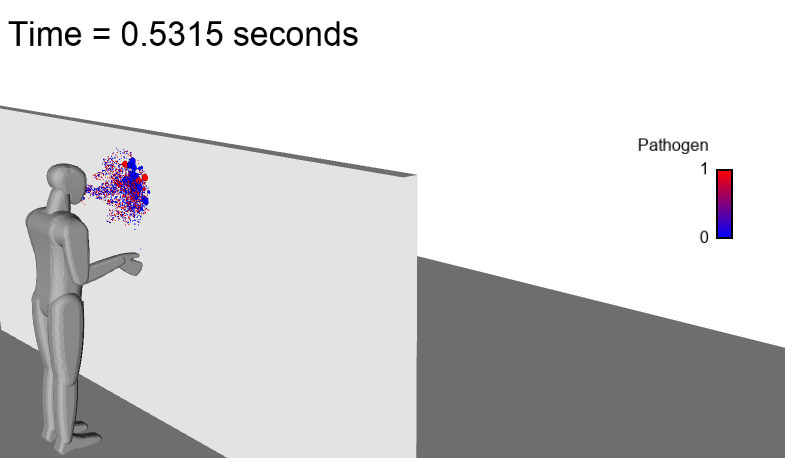 Time = 0.5315 seconds
Pathogen
1
0